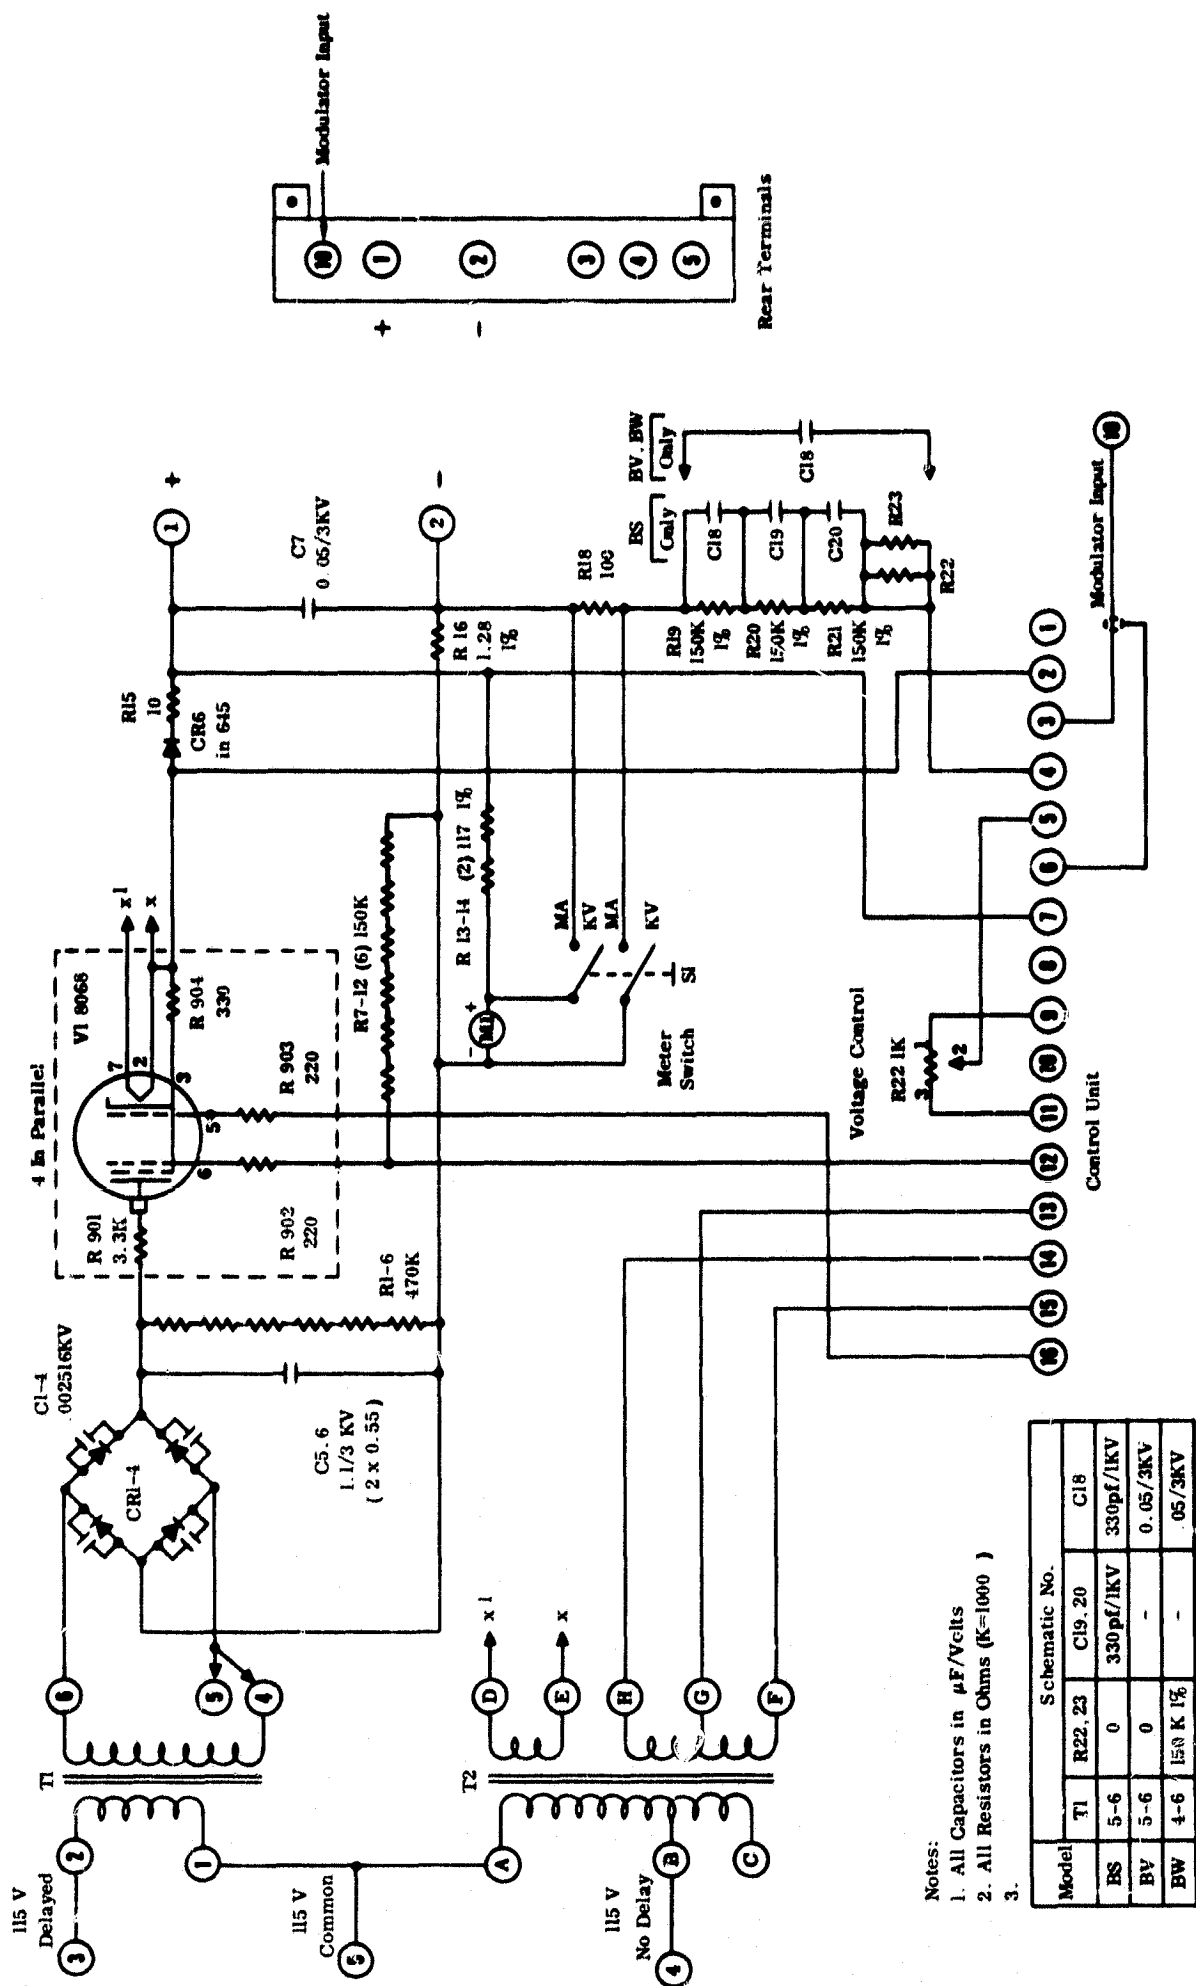 115 V
Delayed
3
2
1
T1
6
5
4
115 V
Common
5
115 V
No Delay
4
A
B
C
T2
D
E
H
G
F
x1
x
CR1-4
C1-4
.002516KV
C5.6
1.1/3 KV
( 2 x 0.55)
R1-6
470K
4 In Parallel
R 901
3.3K
R 902
220
R 903
220
R 904
330
V1 8068
7
2
3
5
6
x1
x
R7-12 (6) 150K
R 13-14 (2) 117 1%
- M1 +
Meter
Switch
MA
KV
MA
KV
S1
CR6
in 645
R15
10
C7
0.05/3KV
1 +
2 -
R 16
1.28
1%
R18
100
R19
150K
1%
R20
150K
1%
R21
150K
1%
BS
Only
BV, BW
Only
C18
C19
C20
C18
R23
R22
Voltage Control
R22 1K
3 1
2
16
15
14
13
12
11
10
9
8
7
6
5
4
3
2
1
Control Unit
Modulator Input
10
Modulator Input
10
1
2
3
4
5
+
-
Rear Terminals
Notes:
1. All Capacitors in µF/Volts
2. All Resistors in Ohms (K=1000 )
3.
Schematic No.
Model T1 R22, 23 C19, 20 C18
BS 5-6 0 330pf/1KV 330pf/1KV
BV 5-6 0 - 0.05/3KV
BW 4-6 150 K 1% - .05/3KV